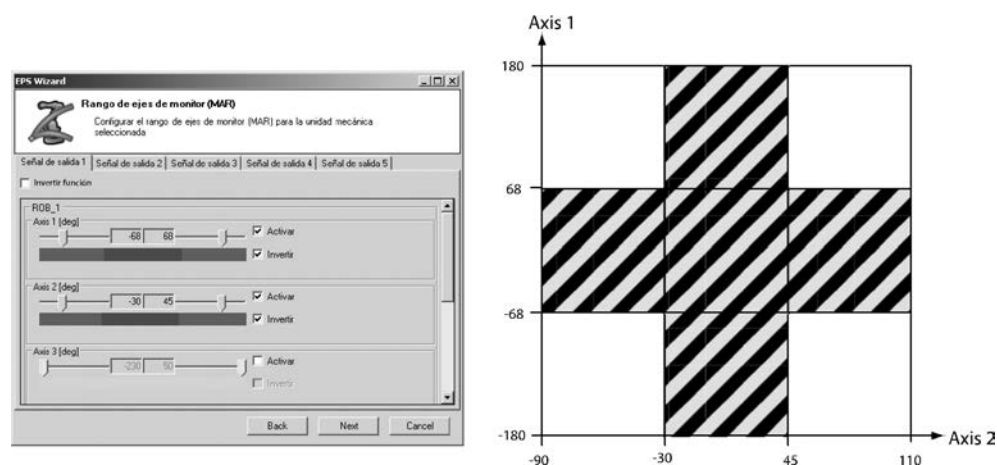 EPS Wizard
Rango de ejes de monitor (MAR)
Configurar el rango de ejes de monitor (MAR) para la unidad mecánica
seleccionada
Señal de salida 1 Señal de salida 2 Señal de salida 3 Señal de salida 4 Señal de salida 5
Invertir función
ROB_1
Axis 1 [deg]
-68 68 Activar
Invertir
Axis 2 [deg]
-30 45 Activar
Invertir
Axis 3 [deg]
-230 50 Activar
Invertir
Back Next Cancel
Axis 1
180
68
-68
-180
Axis 2
-90 -30 45 110